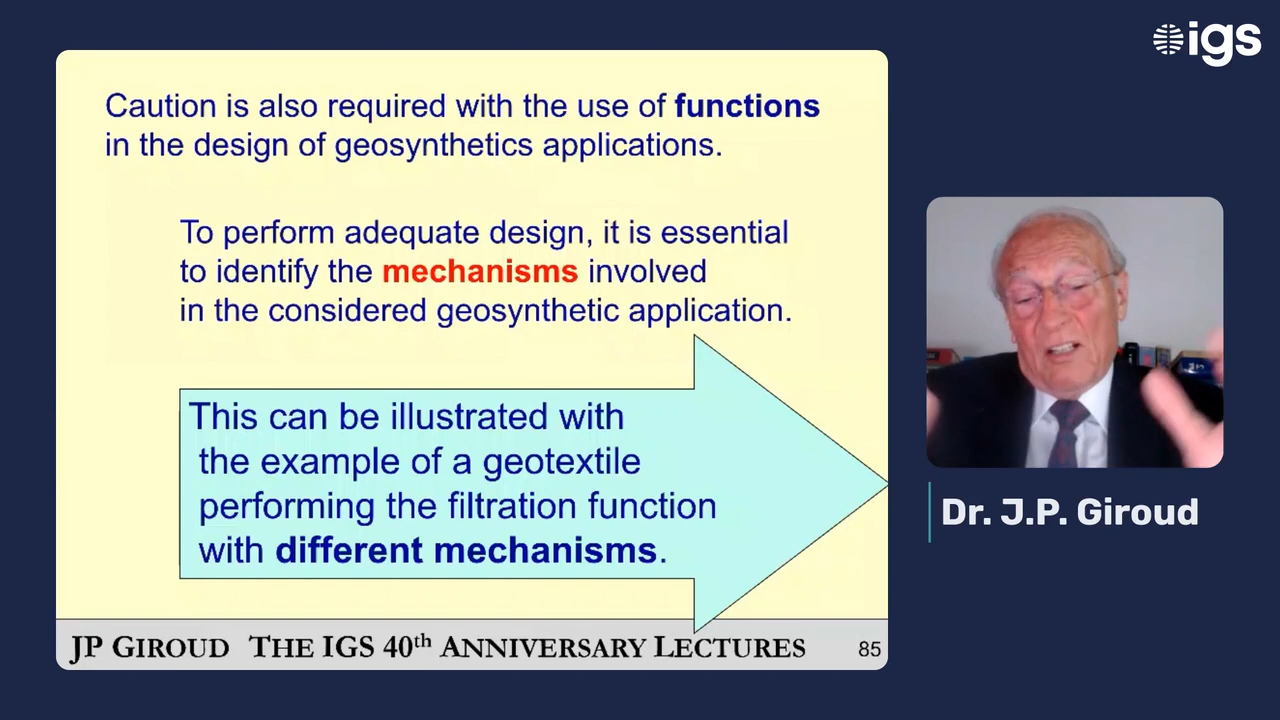 igs
Caution is also required with the use of functions
in the design of geosynthetics applications.
To perform adequate design, it is essential
to identify the mechanisms involved
in the considered geosynthetic application.
This can be illustrated with
the example of a geotextile
performing the filtration function
with different mechanisms.
JP GIROUD THE IGS 40th ANNIVERSARY LECTURES 85
Dr. J.P. Giroud